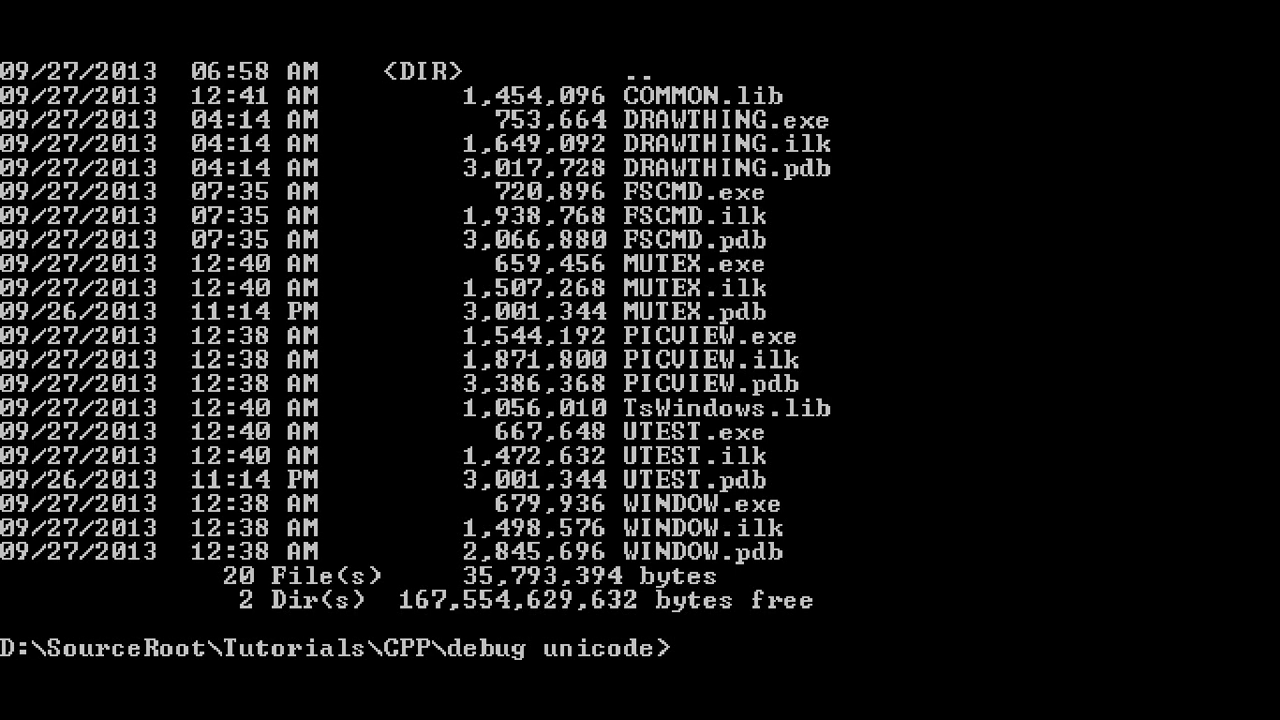 09/27/2013  06:58 AM    <DIR>          ..
09/27/2013  12:41 AM         1,454,096 COMMON.lib
09/27/2013  04:14 AM           753,664 DRAWTHING.exe
09/27/2013  04:14 AM         1,649,092 DRAWTHING.ilk
09/27/2013  04:14 AM         3,017,728 DRAWTHING.pdb
09/27/2013  07:35 AM           720,896 FSCMD.exe
09/27/2013  07:35 AM         1,938,768 FSCMD.ilk
09/27/2013  07:35 AM         3,066,880 FSCMD.pdb
09/27/2013  12:40 AM           659,456 MUTEX.exe
09/27/2013  12:40 AM         1,507,268 MUTEX.ilk
09/26/2013  11:14 PM         3,001,344 MUTEX.pdb
09/27/2013  12:38 AM         1,544,192 PICVIEW.exe
09/27/2013  12:38 AM         1,871,800 PICVIEW.ilk
09/27/2013  12:38 AM         3,386,368 PICVIEW.pdb
09/27/2013  12:40 AM         1,056,010 TsWindows.lib
09/27/2013  12:40 AM           667,648 UTEST.exe
09/27/2013  12:40 AM         1,472,632 UTEST.ilk
09/26/2013  11:14 PM         3,001,344 UTEST.pdb
09/27/2013  12:38 AM           679,936 WINDOW.exe
09/27/2013  12:38 AM         1,498,576 WINDOW.ilk
09/27/2013  12:38 AM         2,845,696 WINDOW.pdb
20 File(s)     35,793,394 bytes
2 Dir(s)  167,554,629,632 bytes free
D:\SourceRoot\Tutorials\CPP\debug unicode>